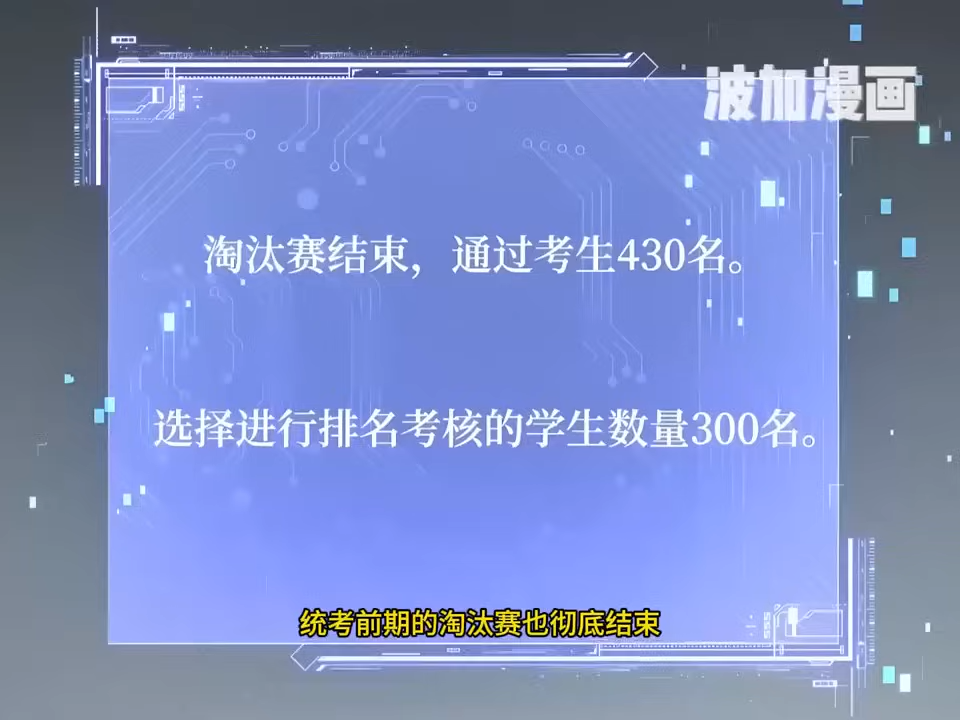 波加漫画
淘汰赛结束，通过考生430名。
选择进行排名考核的学生数量300名。
统考前期的淘汰赛也彻底结束